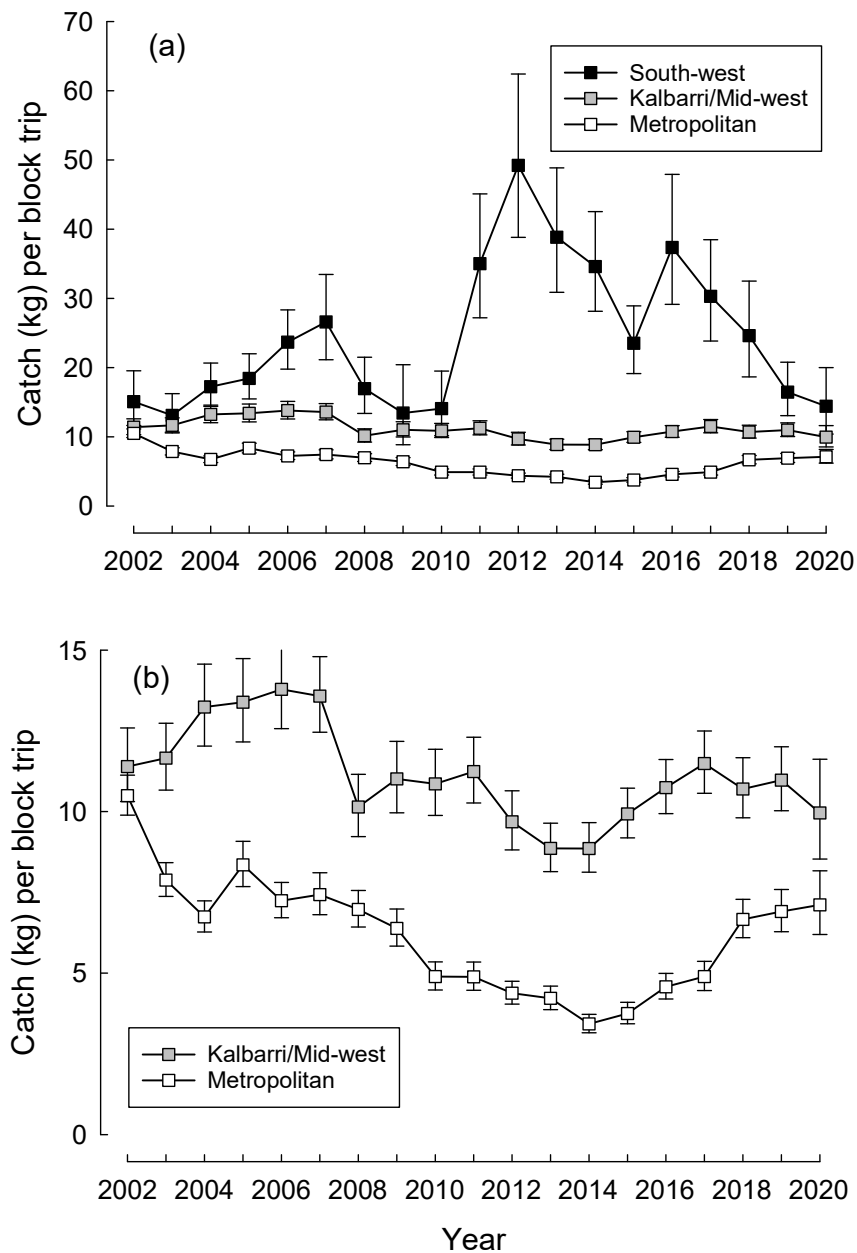 (a)
South-west
Kalbarri/Mid-west
Metropolitan
Catch (kg) per block trip
70
60
50
40
30
20
10
0
2002 2004 2006 2008 2010 2012 2014 2016 2018 2020
(b)
Kalbarri/Mid-west
Metropolitan
Catch (kg) per block trip
15
10
5
0
2002 2004 2006 2008 2010 2012 2014 2016 2018 2020
Year